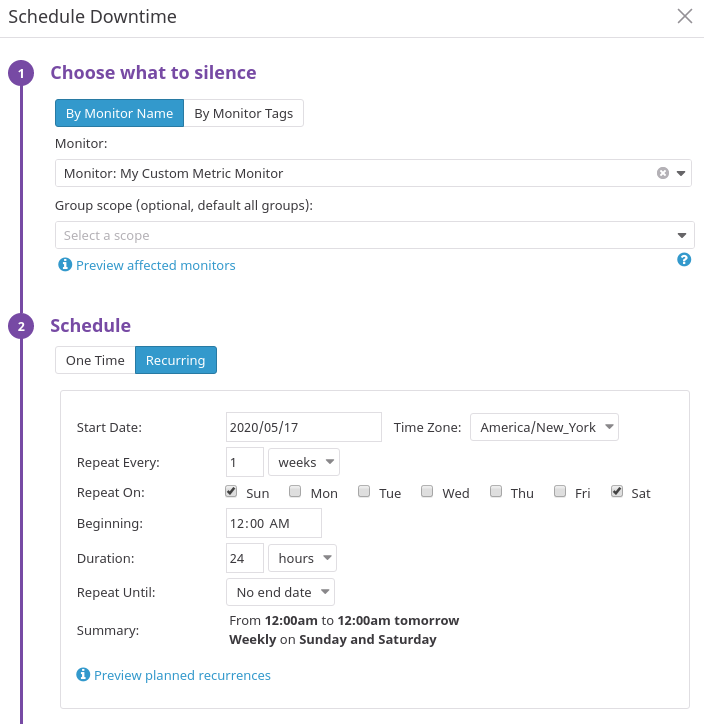 Schedule Downtime
1 Choose what to silence
By Monitor Name By Monitor Tags
Monitor:
Monitor: My Custom Metric Monitor
Group scope (optional, default all groups):
Select a scope
Preview affected monitors ?
2 Schedule
One Time Recurring
Start Date: 2020/05/17 Time Zone: America/New_York
Repeat Every: 1 weeks
Repeat On: Sun Mon Tue Wed Thu Fri Sat
Beginning: 12:00 AM
Duration: 24 hours
Repeat Until: No end date
Summary: From 12:00am to 12:00am tomorrow
Weekly on Sunday and Saturday
Preview planned recurrences